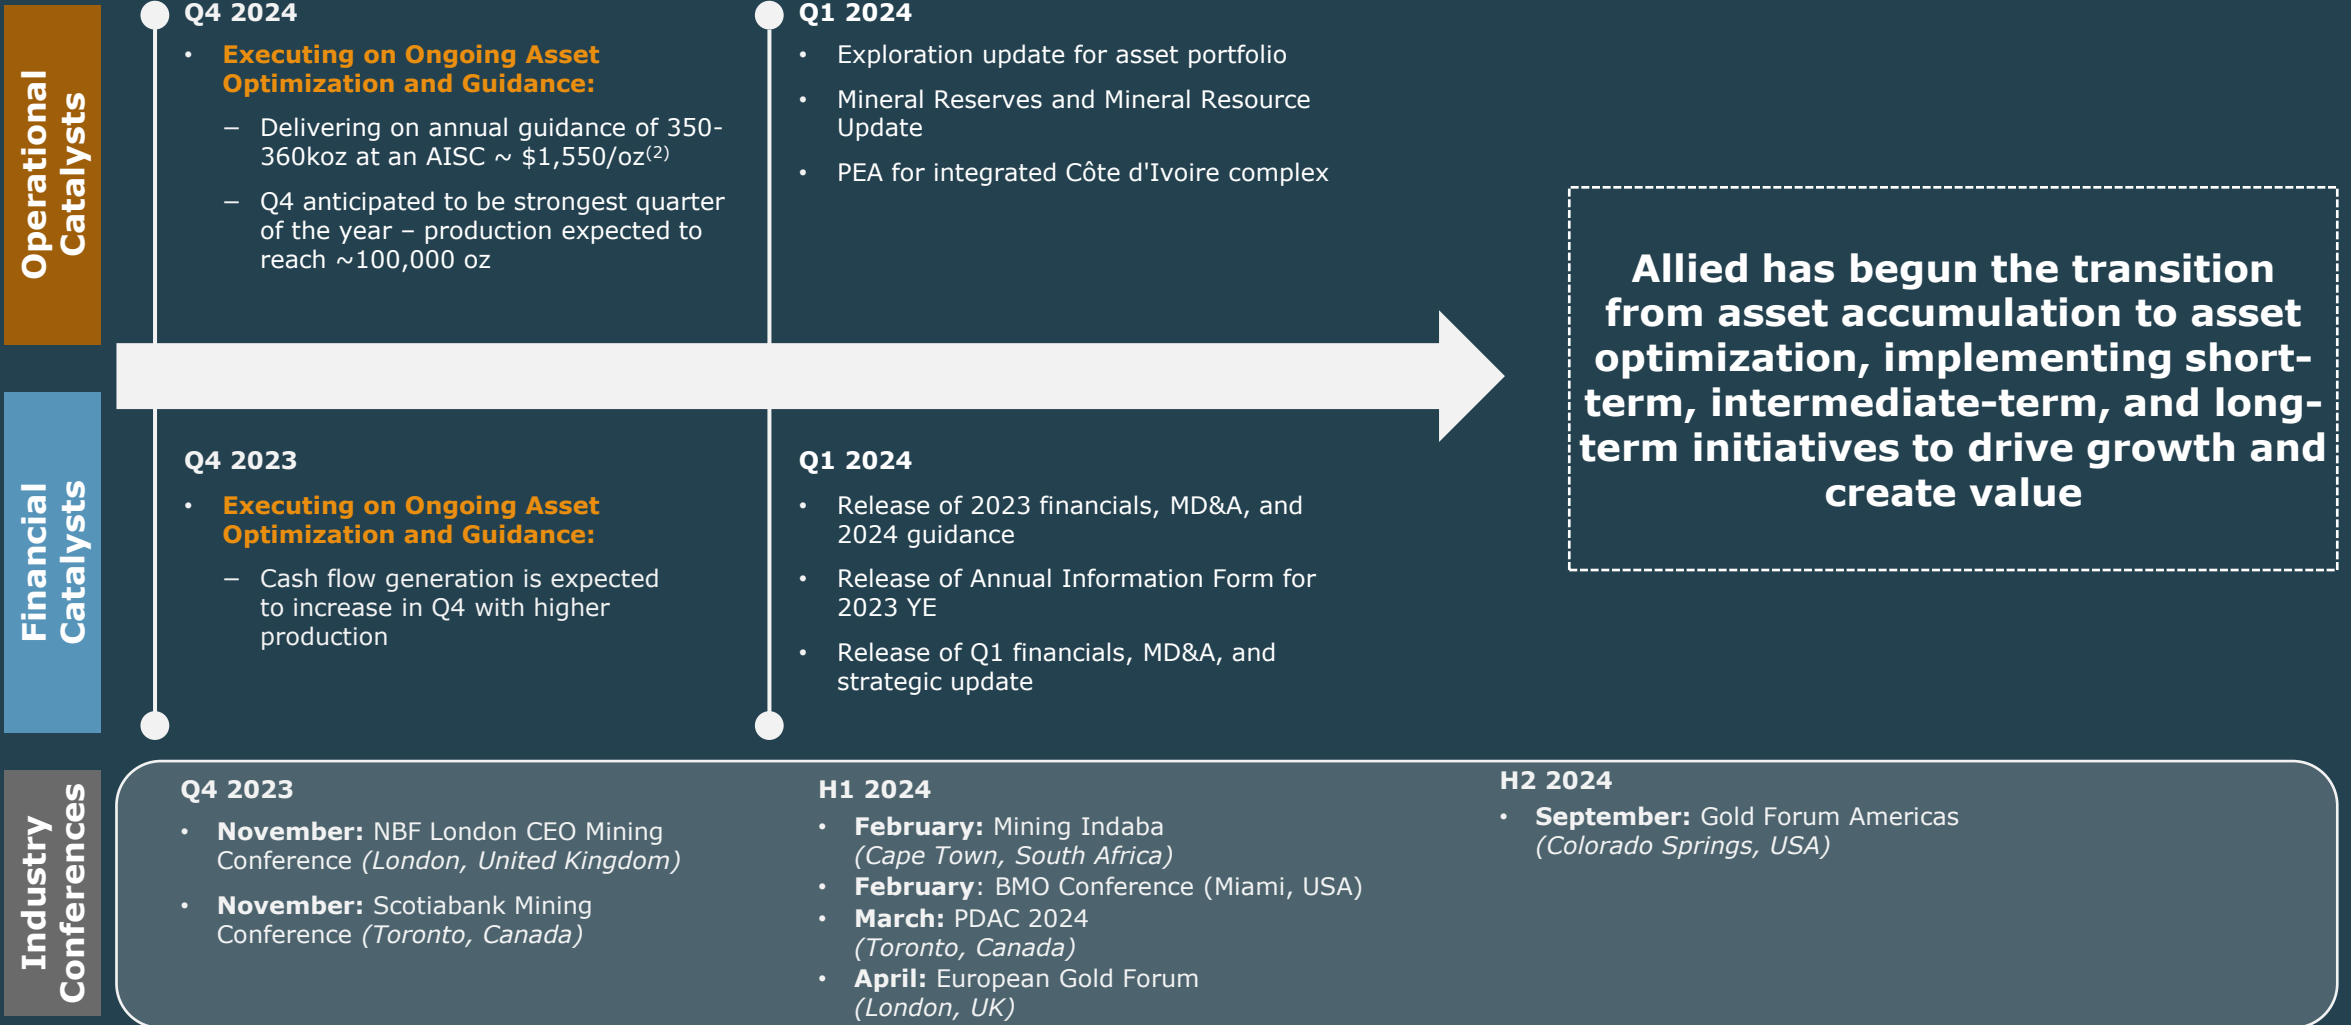 Operational
Catalysts
Q4 2024
• Executing on Ongoing Asset
Optimization and Guidance:
– Delivering on annual guidance of 350-
360koz at an AISC ~ $1,550/oz(2)
– Q4 anticipated to be strongest quarter
of the year – production expected to
reach ~100,000 oz
Q1 2024
• Exploration update for asset portfolio
• Mineral Reserves and Mineral Resource
Update
• PEA for integrated Côte d'Ivoire complex
Allied has begun the transition
from asset accumulation to asset
optimization, implementing short-
term, intermediate-term, and long-
term initiatives to drive growth and
create value
Financial
Catalysts
Q4 2023
• Executing on Ongoing Asset
Optimization and Guidance:
– Cash flow generation is expected
to increase in Q4 with higher
production
Q1 2024
• Release of 2023 financials, MD&A, and
2024 guidance
• Release of Annual Information Form for
2023 YE
• Release of Q1 financials, MD&A, and
strategic update
Industry
Conferences
Q4 2023
• November: NBF London CEO Mining
Conference (London, United Kingdom)
• November: Scotiabank Mining
Conference (Toronto, Canada)
H1 2024
• February: Mining Indaba
(Cape Town, South Africa)
• February: BMO Conference (Miami, USA)
• March: PDAC 2024
(Toronto, Canada)
• April: European Gold Forum
(London, UK)
H2 2024
• September: Gold Forum Americas
(Colorado Springs, USA)